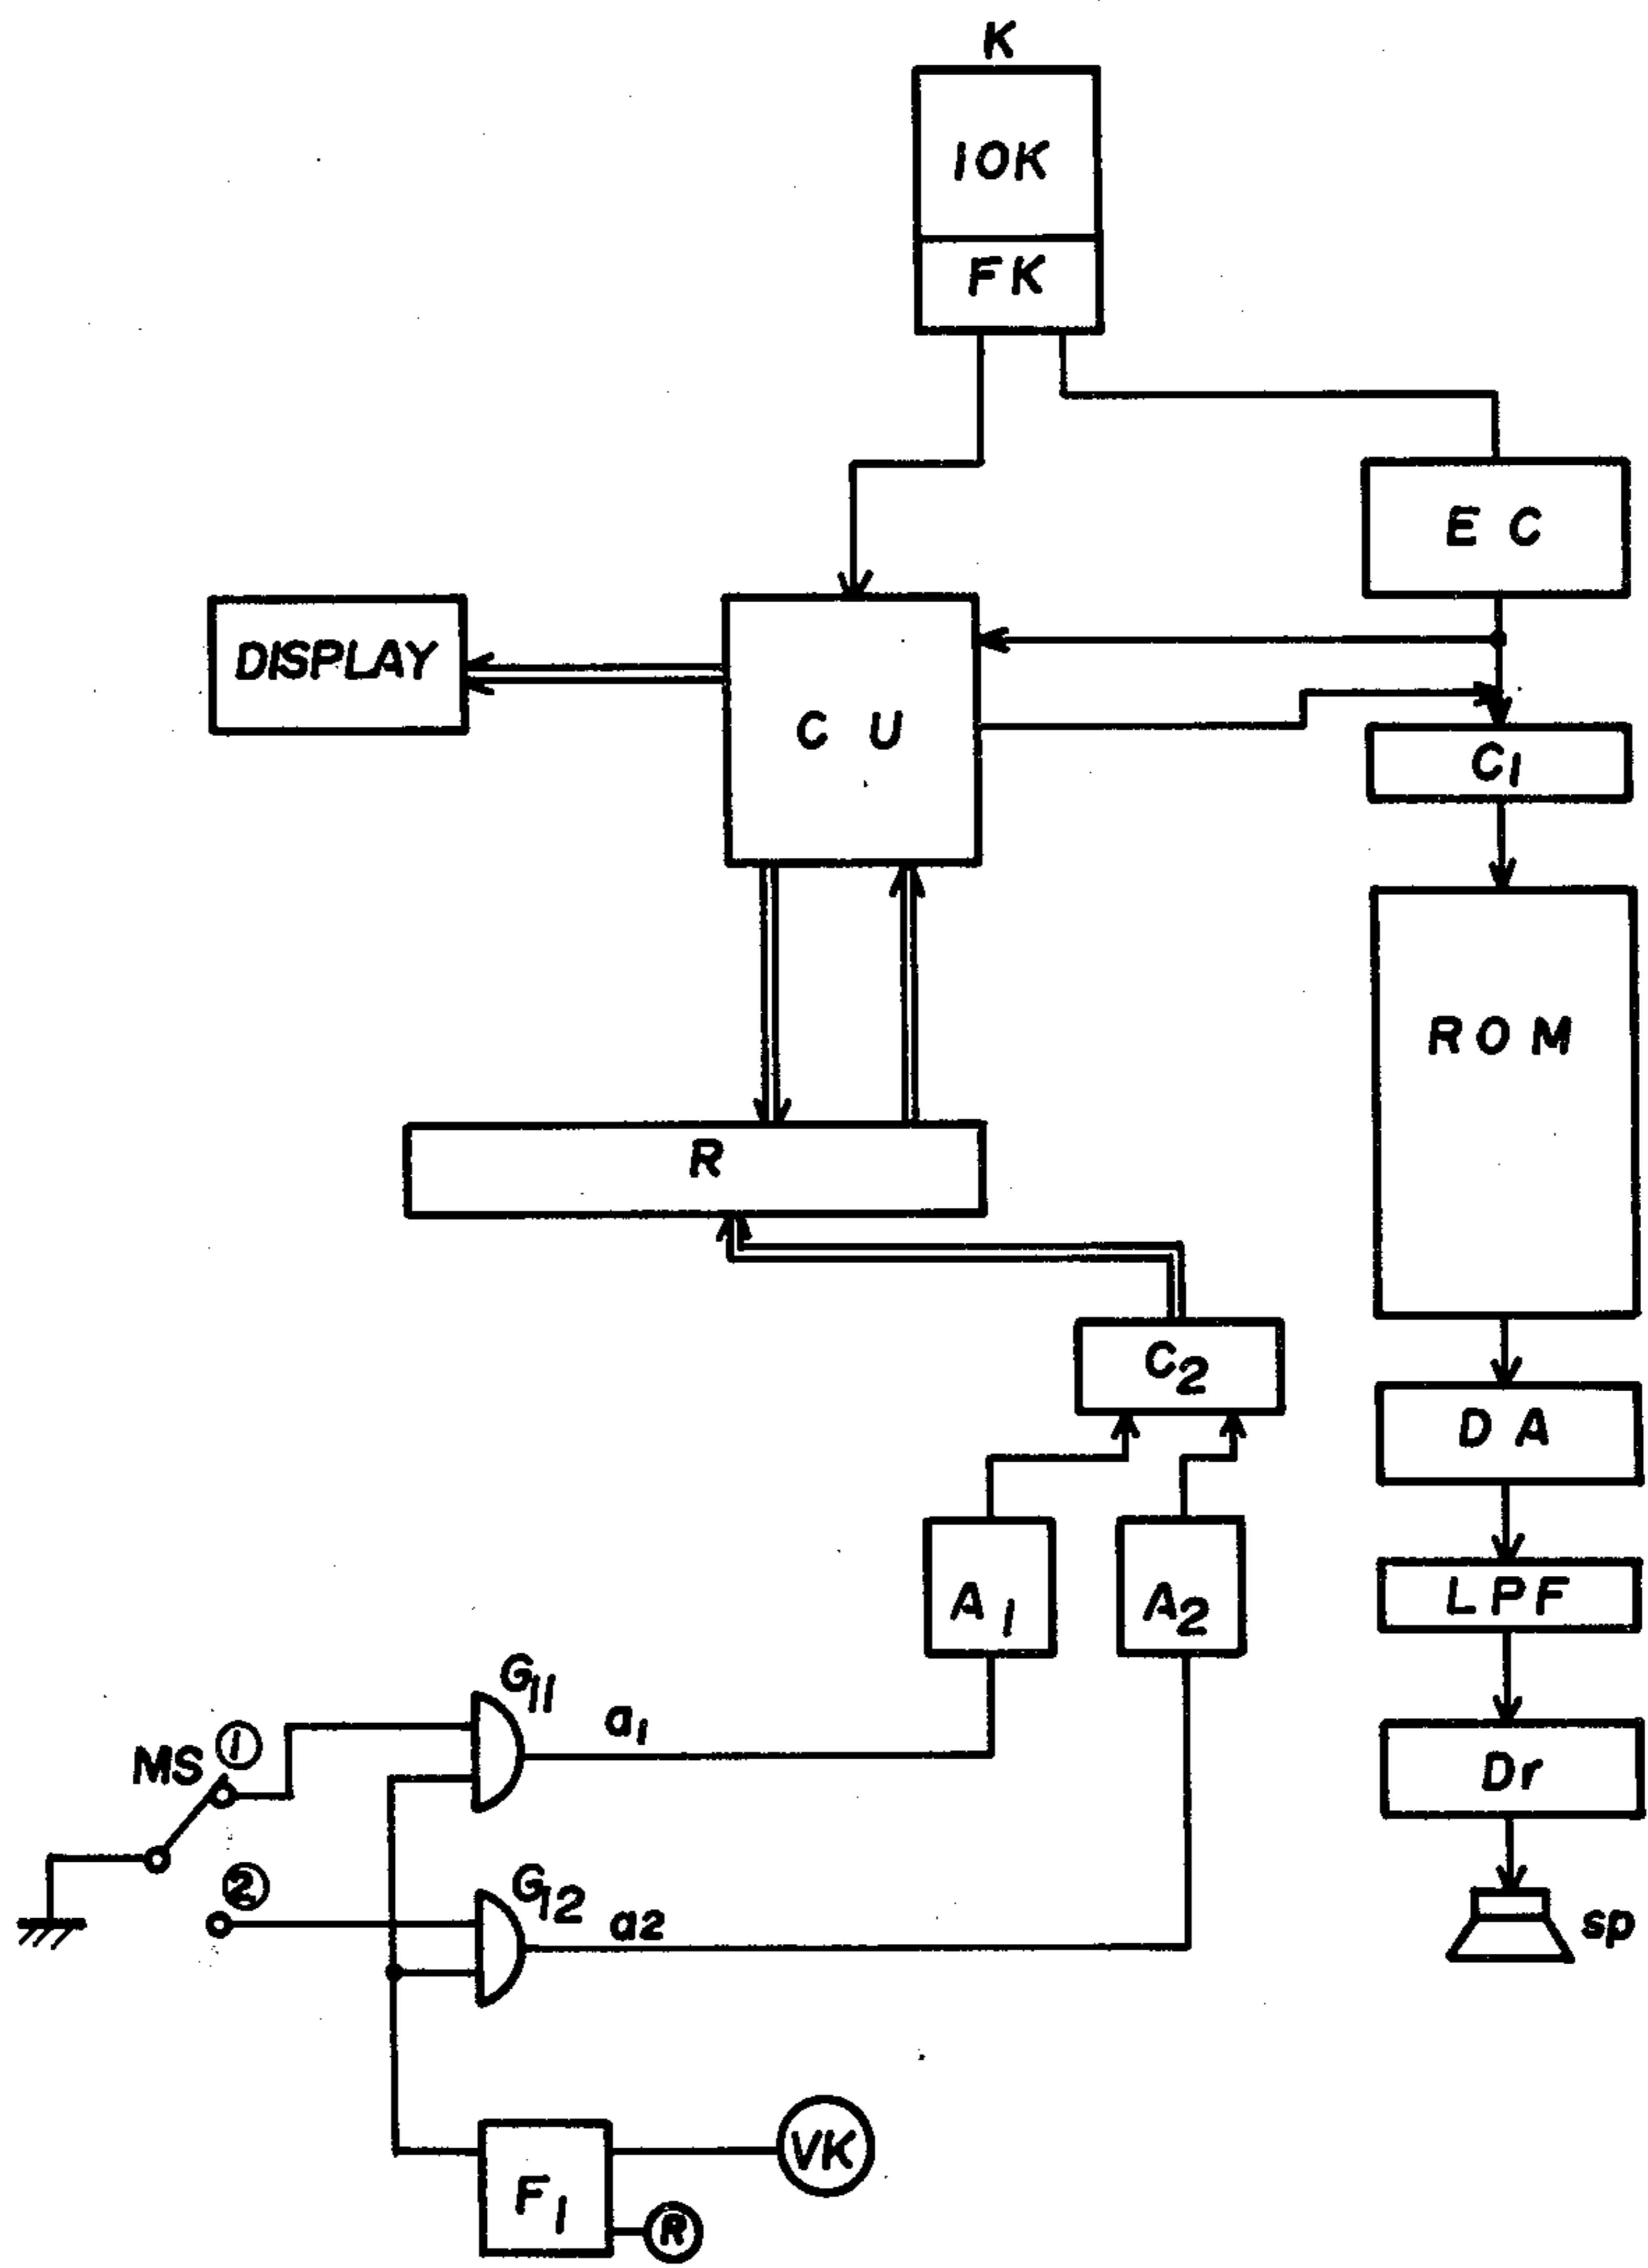 K
10K
FK
EC
DISPLAY
CU
C1
ROM
R
C2
DA
A1
A2
LPF
G11
a1
MS
1
Dr
2
G12
a2
sp
VK
F1
R